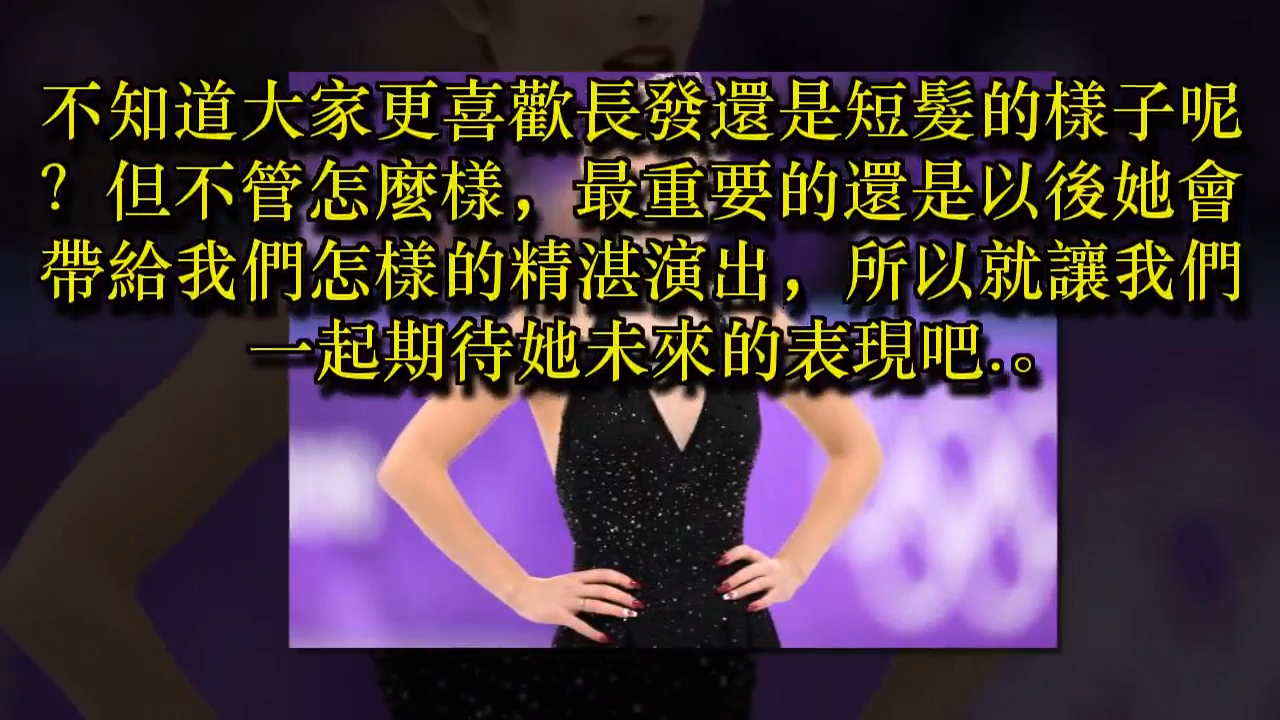 不知道大家更喜歡長發還是短髮的樣子呢
？但不管怎麼樣，最重要的還是以後她會
帶給我們怎樣的精湛演出，所以就讓我們
一起期待她未來的表現吧.。